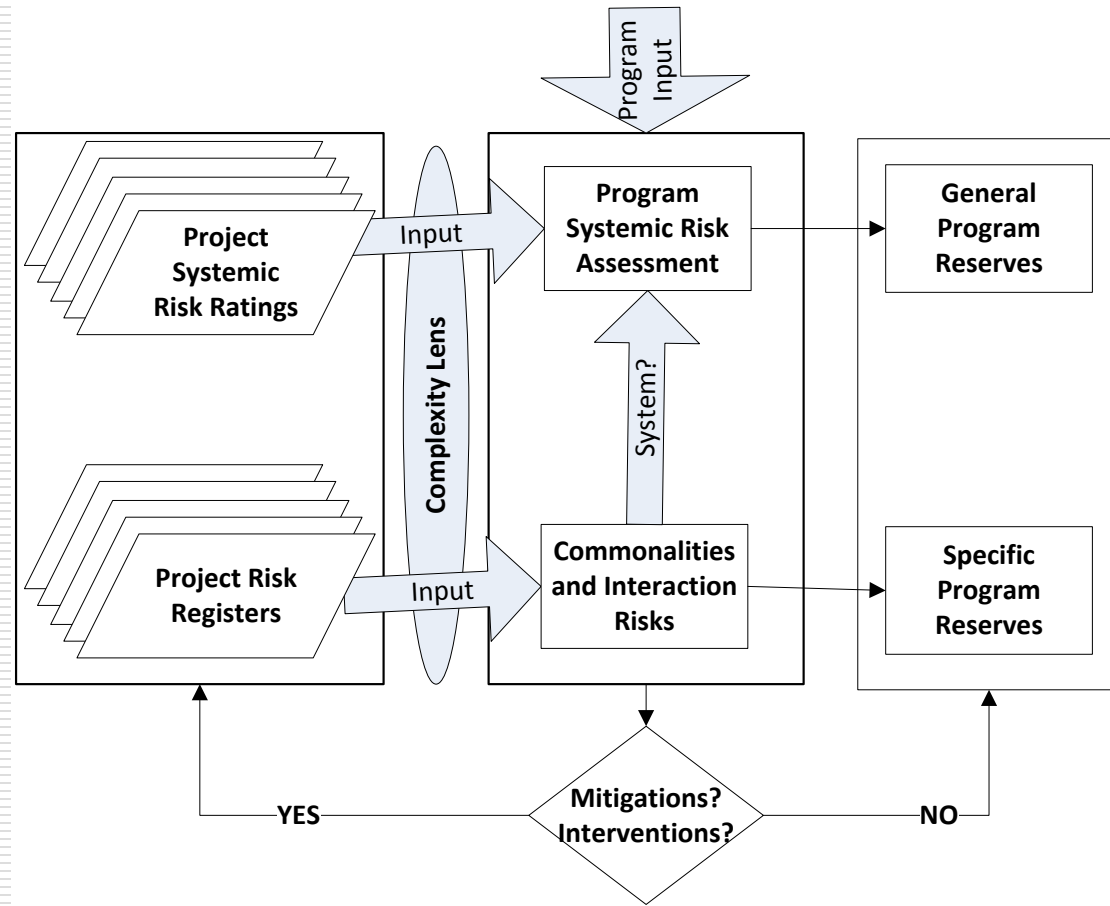 Program
Input
Project
Systemic
Risk Ratings
Input
Program
Systemic Risk
Assessment
General
Program
Reserves
Complexity Lens
System?
Project Risk
Registers
Input
Commonalities
and Interaction
Risks
Specific
Program
Reserves
Mitigations?
Interventions?
YES
NO